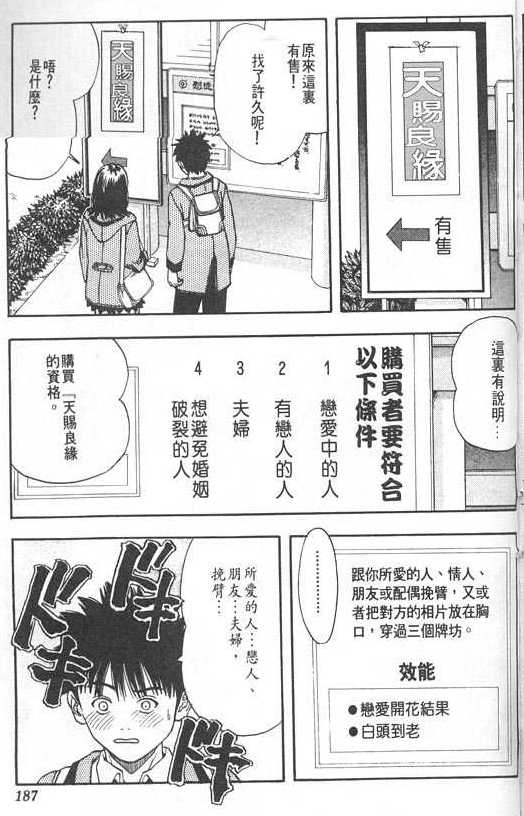 天賜良緣
有售
原來這裏
有售！
找了許久呢！
天賜良緣
唔？
是什麼？
這裏有說明…
購買者要符合
以下條件
1 戀愛中的人
2 有戀人的人
3 夫婦
4 想避免婚姻
破裂的人
購買「天賜良緣
的資格。
跟你所愛的人、情人、
朋友或配偶挽臂，又或
者把對方的相片放在胸
口，穿過三個牌坊。
效能
●戀愛開花結果
●白頭到老
………
所愛的人…戀人、
朋友…夫婦，
挽臂…
ドキ
ドキ
ドキ
187